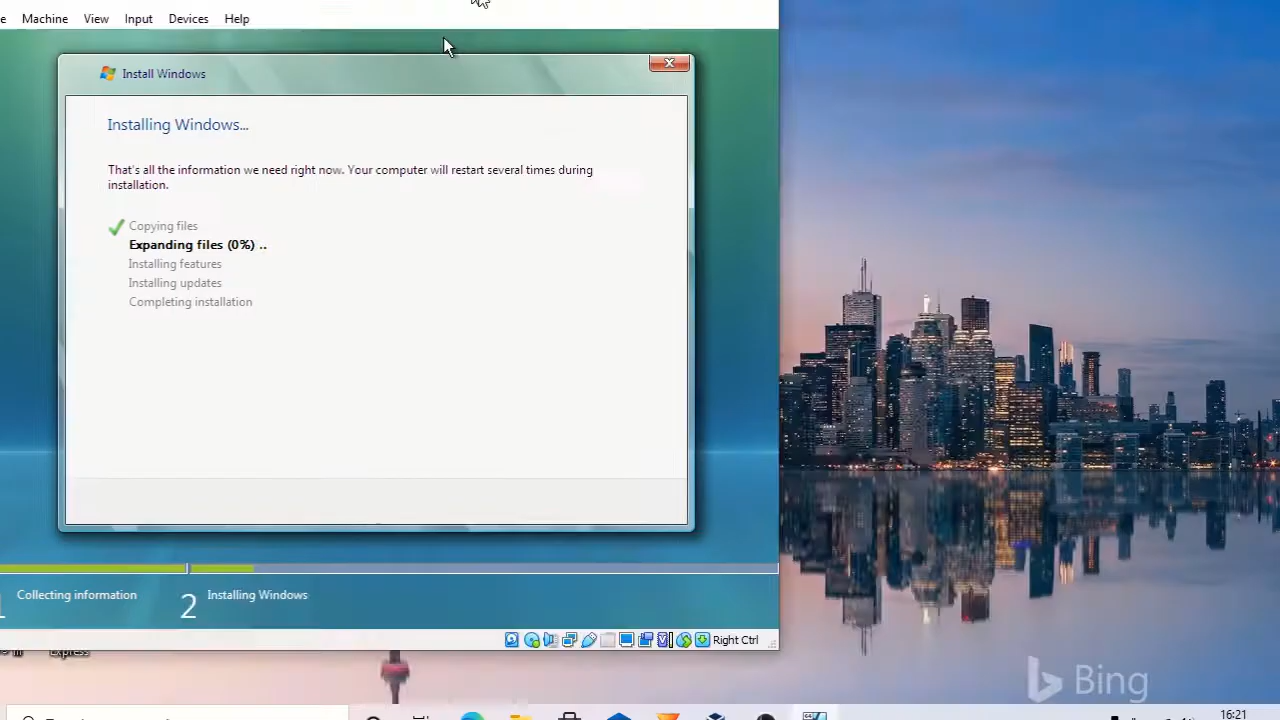 Machine View Input Devices Help
Install Windows
Installing Windows...
That's all the information we need right now. Your computer will restart several times during
installation.
Copying files
Expanding files (0%) ..
Installing features
Installing updates
Completing installation
1 Collecting information 2 Installing Windows
Right Ctrl
Express
Bing
16:21